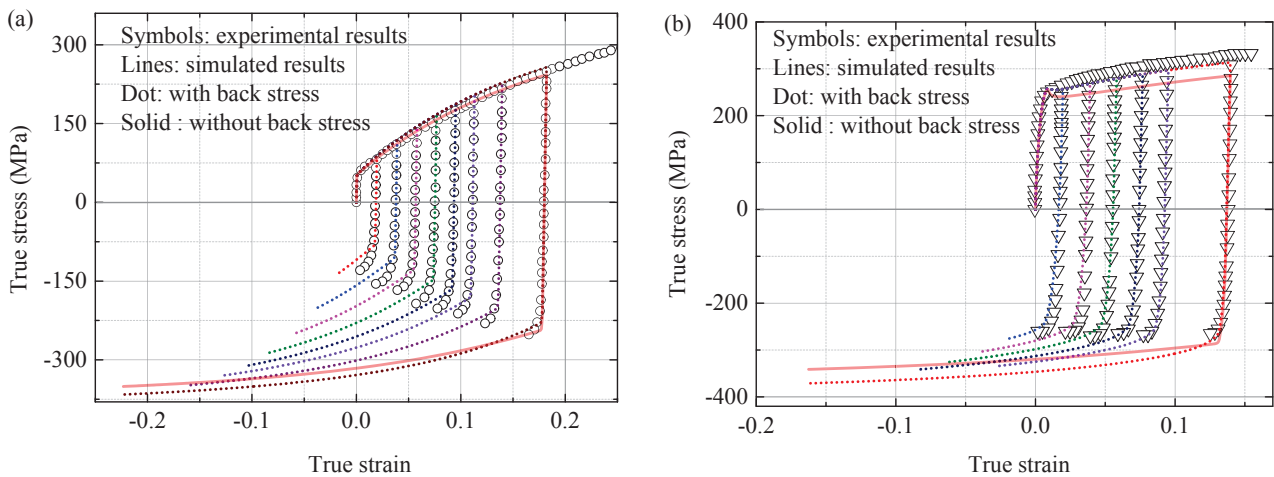 (a)
Symbols: experimental results
Lines: simulated results
Dot: with back stress
Solid : without back stress
300
150
0
-150
-300
True stress (MPa)
-0.2
-0.1
0.0
0.1
0.2
True strain
(b)
Symbols: experimental results
Lines: simulated results
Dot: with back stress
Solid : without back stress
400
200
0
-200
-400
True stress (MPa)
-0.2
-0.1
0.0
0.1
True strain